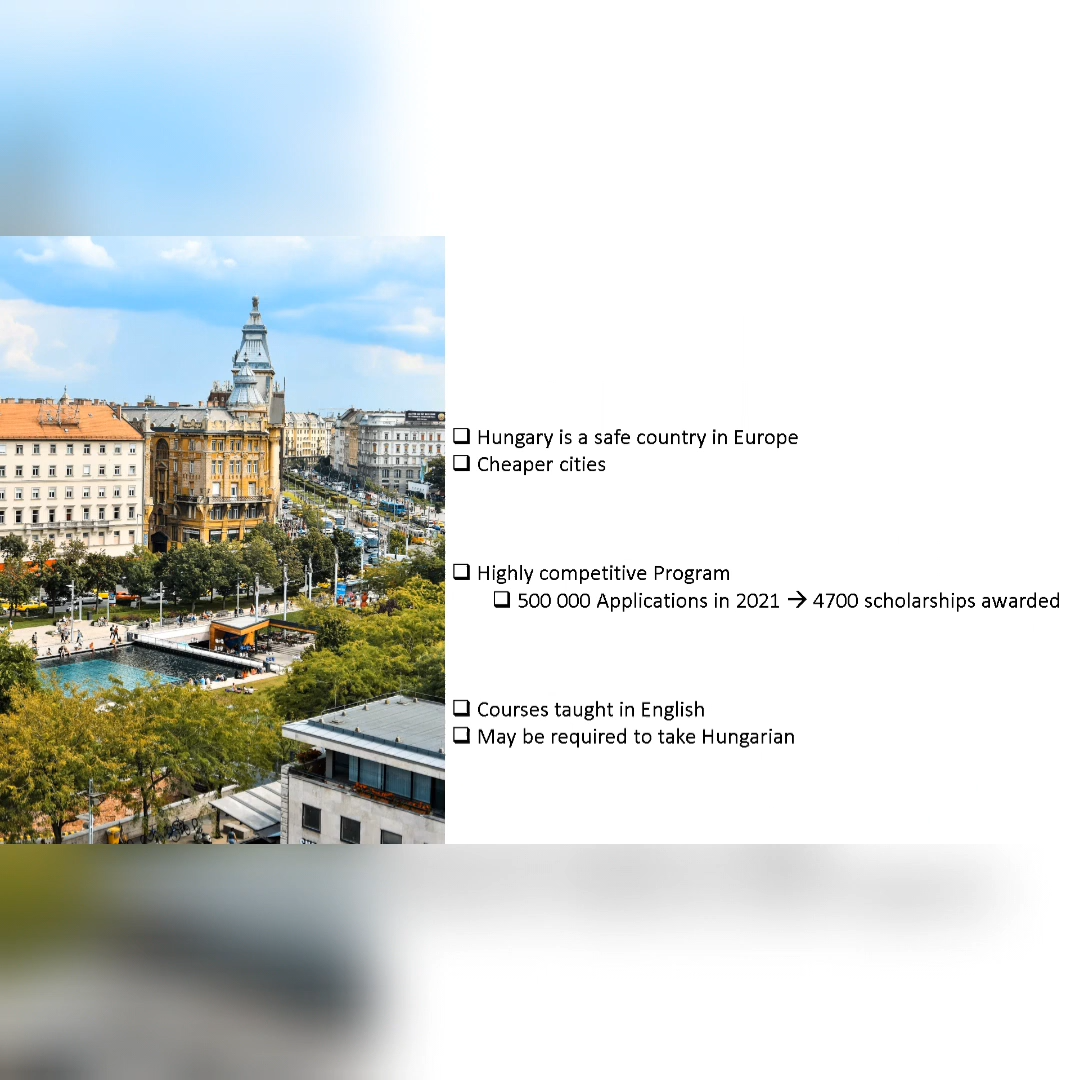 ❑ Hungary is a safe country in Europe
❑ Cheaper cities
❑ Highly competitive Program
❑ 500 000 Applications in 2021 → 4700 scholarships awarded
❑ Courses taught in English
❑ May be required to take Hungarian